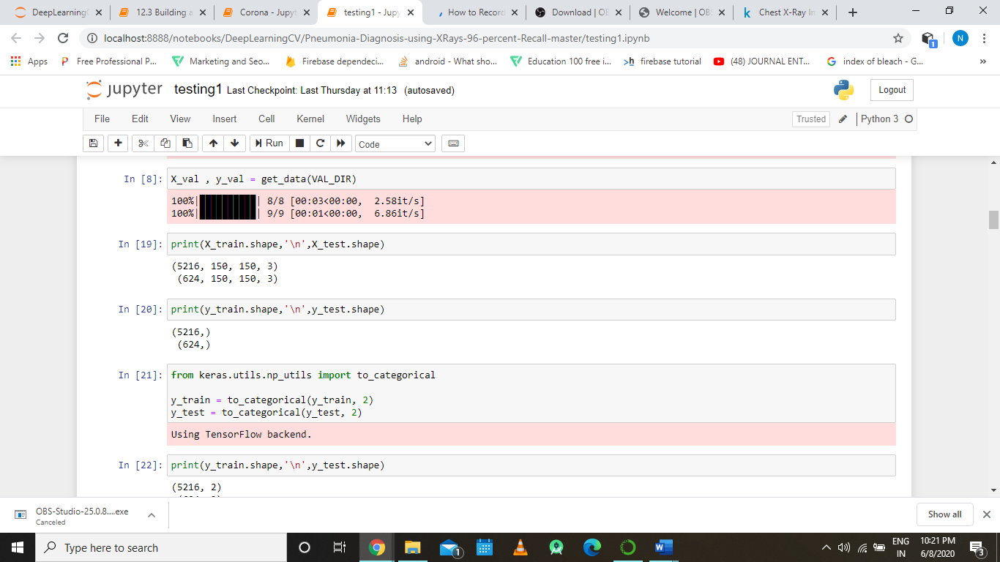 DeepLearningC
12.3 Building a
Corona - Jupyt
testing1 - Jupy
How to Record
Download | OB
Welcome | OBS
Chest X-Ray Im
localhost:8888/notebooks/DeepLearningCV/Pneumonia-Diagnosis-using-XRays-96-percent-Recall-master/testing1.ipynb
1
N
Apps
Free Professional P...
Marketing and Seo...
Firebase dependeci...
android - What sho...
Education 100 free i...
>h firebase tutorial
(48) JOURNAL ENT...
index of bleach - G...
jupyter testing1 Last Checkpoint: Last Thursday at 11:13 (autosaved)
Logout
File Edit View Insert Cell Kernel Widgets Help
Trusted
Python 3
Run
Code
In [8]: X_val , y_val = get_data(VAL_DIR)
100%| | 8/8 [00:03<00:00, 2.58it/s]
100%| | 9/9 [00:01<00:00, 6.86it/s]
In [19]: print(X_train.shape,'\n',X_test.shape)
(5216, 150, 150, 3)
(624, 150, 150, 3)
In [20]: print(y_train.shape,'\n',y_test.shape)
(5216,)
(624,)
In [21]: from keras.utils.np_utils import to_categorical
y_train = to_categorical(y_train, 2)
y_test = to_categorical(y_test, 2)
Using TensorFlow backend.
In [22]: print(y_train.shape,'\n',y_test.shape)
(5216, 2)
OBS-Studio-25.0.8....exe
Canceled
Show all
Type here to search
1
W
ENG
IN
10:21 PM
6/8/2020
3